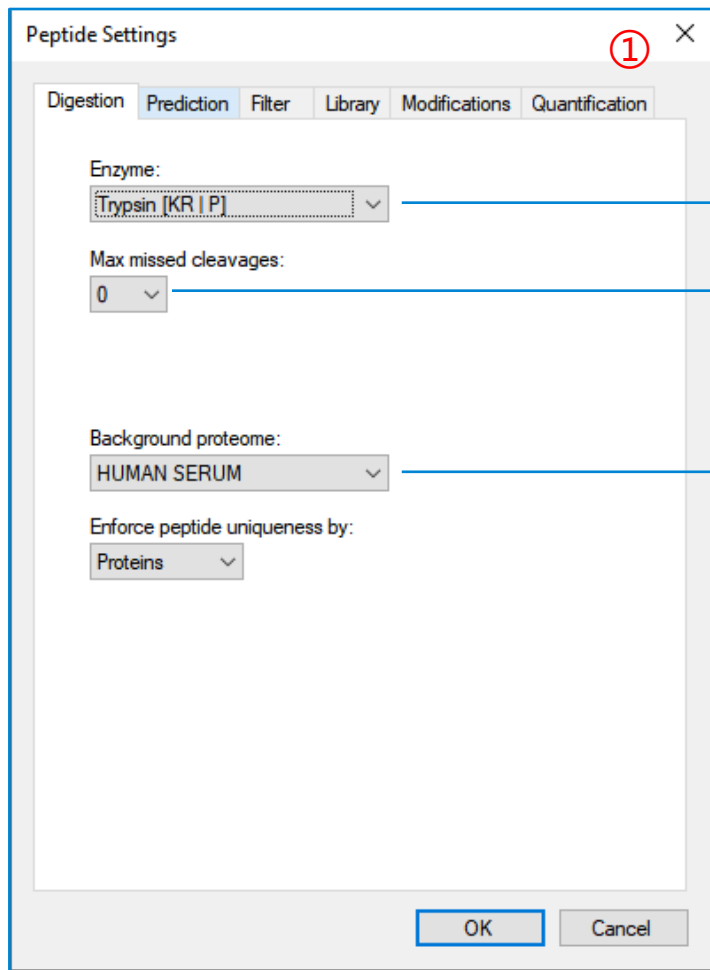 Peptide Settings
①
Digestion Prediction Filter Library Modifications Quantification
Enzyme:
Trypsin [KR | P]
Max missed cleavages:
0
Background proteome:
HUMAN SERUM
Enforce peptide uniqueness by:
Proteins
OK Cancel